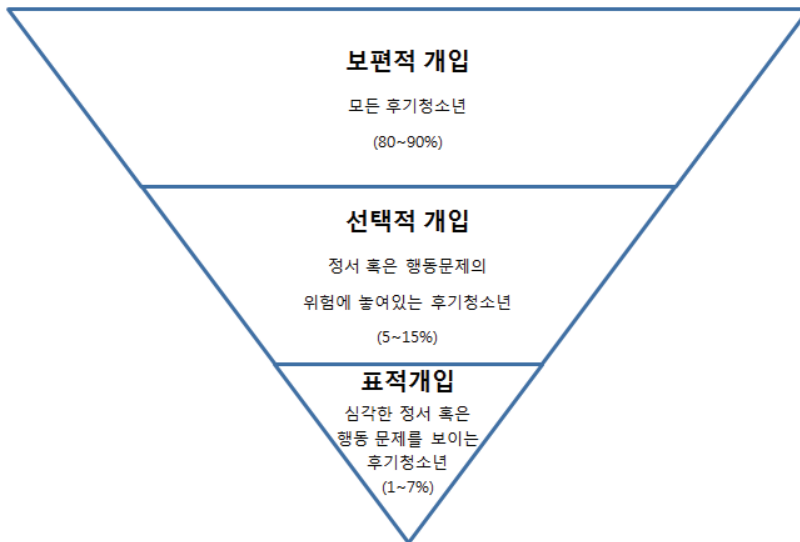 보편적 개입
모든 후기청소년
(80~90%)
선택적 개입
정서 혹은 행동문제의
위험에 놓여있는 후기청소년
(5~15%)
표적개입
심각한 정서 혹은
행동 문제를 보이는
후기청소년
(1~7%)